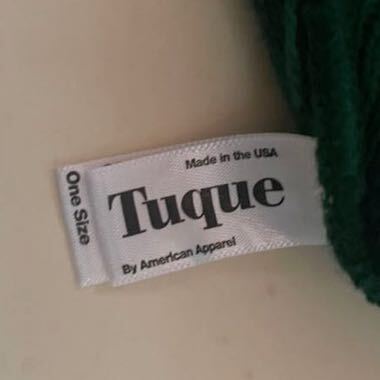 Made in the USA
Tuque
By American Apparel
One Size